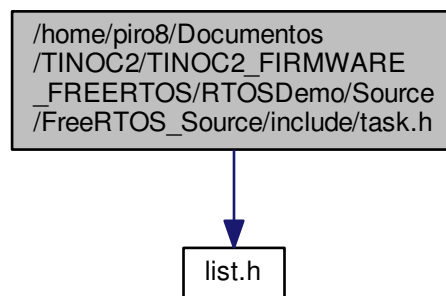 /home/piro8/Documentos
/TINOC2/TINOC2_FIRMWARE
_FREERTOS/RTOSDemo/Source
/FreeRTOS_Source/include/task.h
list.h